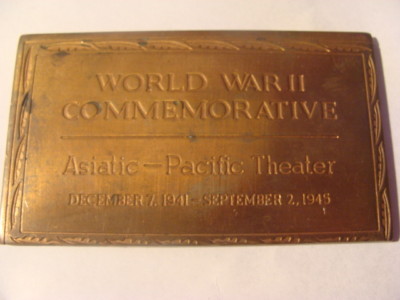 WORLD WAR II
COMMEMORATIVE
Asiatic-Pacific Theater
DECEMBER 7, 1941-SEPTEMBER 2, 1945